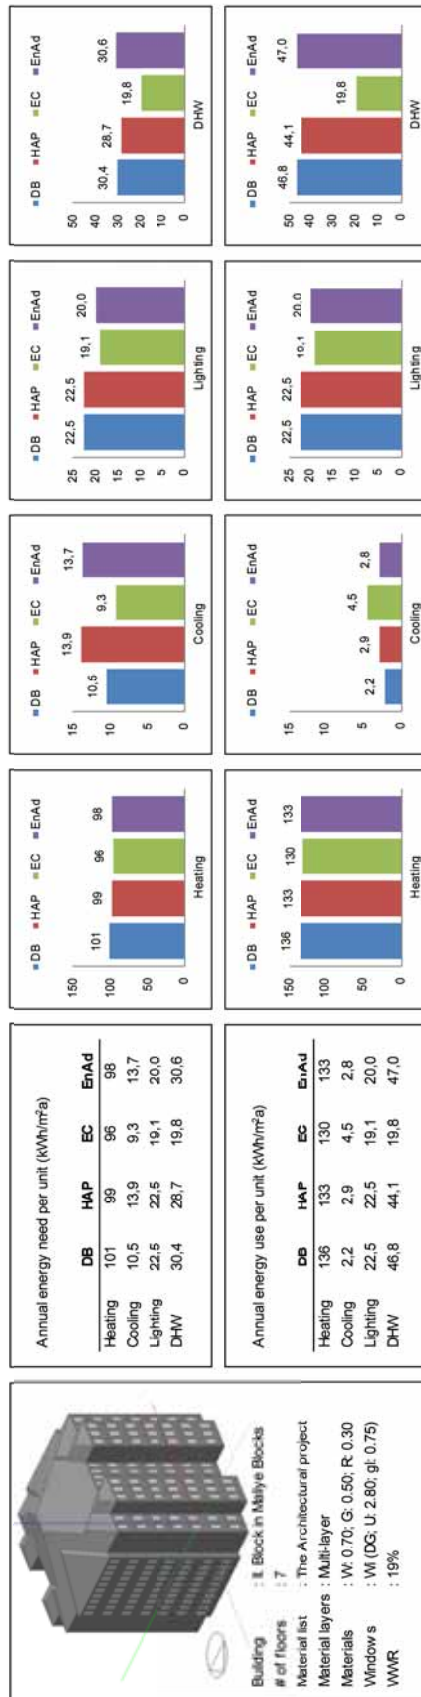 Building : II. Block in Maliye Blocks
# of floors : 7
Material list : The Architectural project
Material layers : Multi-layer
Materials : W: 0.70; G: 0.50; R: 0.30
Windows : Wi (DG; U: 2.80; gl: 0.75)
WWR : 19%
Annual energy need per unit (kWh/m²a)
DB HAP EC EnAd
Heating 101 99 96 98
Cooling 10,5 13,9 9,3 13,7
Lighting 22,5 22,5 19,1 20,0
DHW 30,4 28,7 19,8 30,6
DB HAP EC EnAd
150
100
50
0
101 99 96 98
Heating
DB HAP EC EnAd
15
10
5
0
10,5 13,9 9,3 13,7
Cooling
DB HAP EC EnAd
25
20
15
10
5
0
22,5 22,5 19,1 20,0
Lighting
DB HAP EC EnAd
50
40
30
20
10
0
30,4 28,7 19,8 30,6
DHW
Annual energy use per unit (kWh/m²a)
DB HAP EC EnAd
Heating 136 133 130 133
Cooling 2,2 2,9 4,5 2,8
Lighting 22,5 22,5 19,1 20,0
DHW 46,8 44,1 19,8 47,0
DB HAP EC EnAd
150
100
50
0
136 133 130 133
Heating
DB HAP EC EnAd
15
10
5
0
2,2 2,9 4,5 2,8
Cooling
DB HAP EC EnAd
25
20
15
10
5
0
22,5 22,5 19,1 20,0
Lighting
DB HAP EC EnAd
50
40
30
20
10
0
46,8 44,1 19,8 47,0
DHW